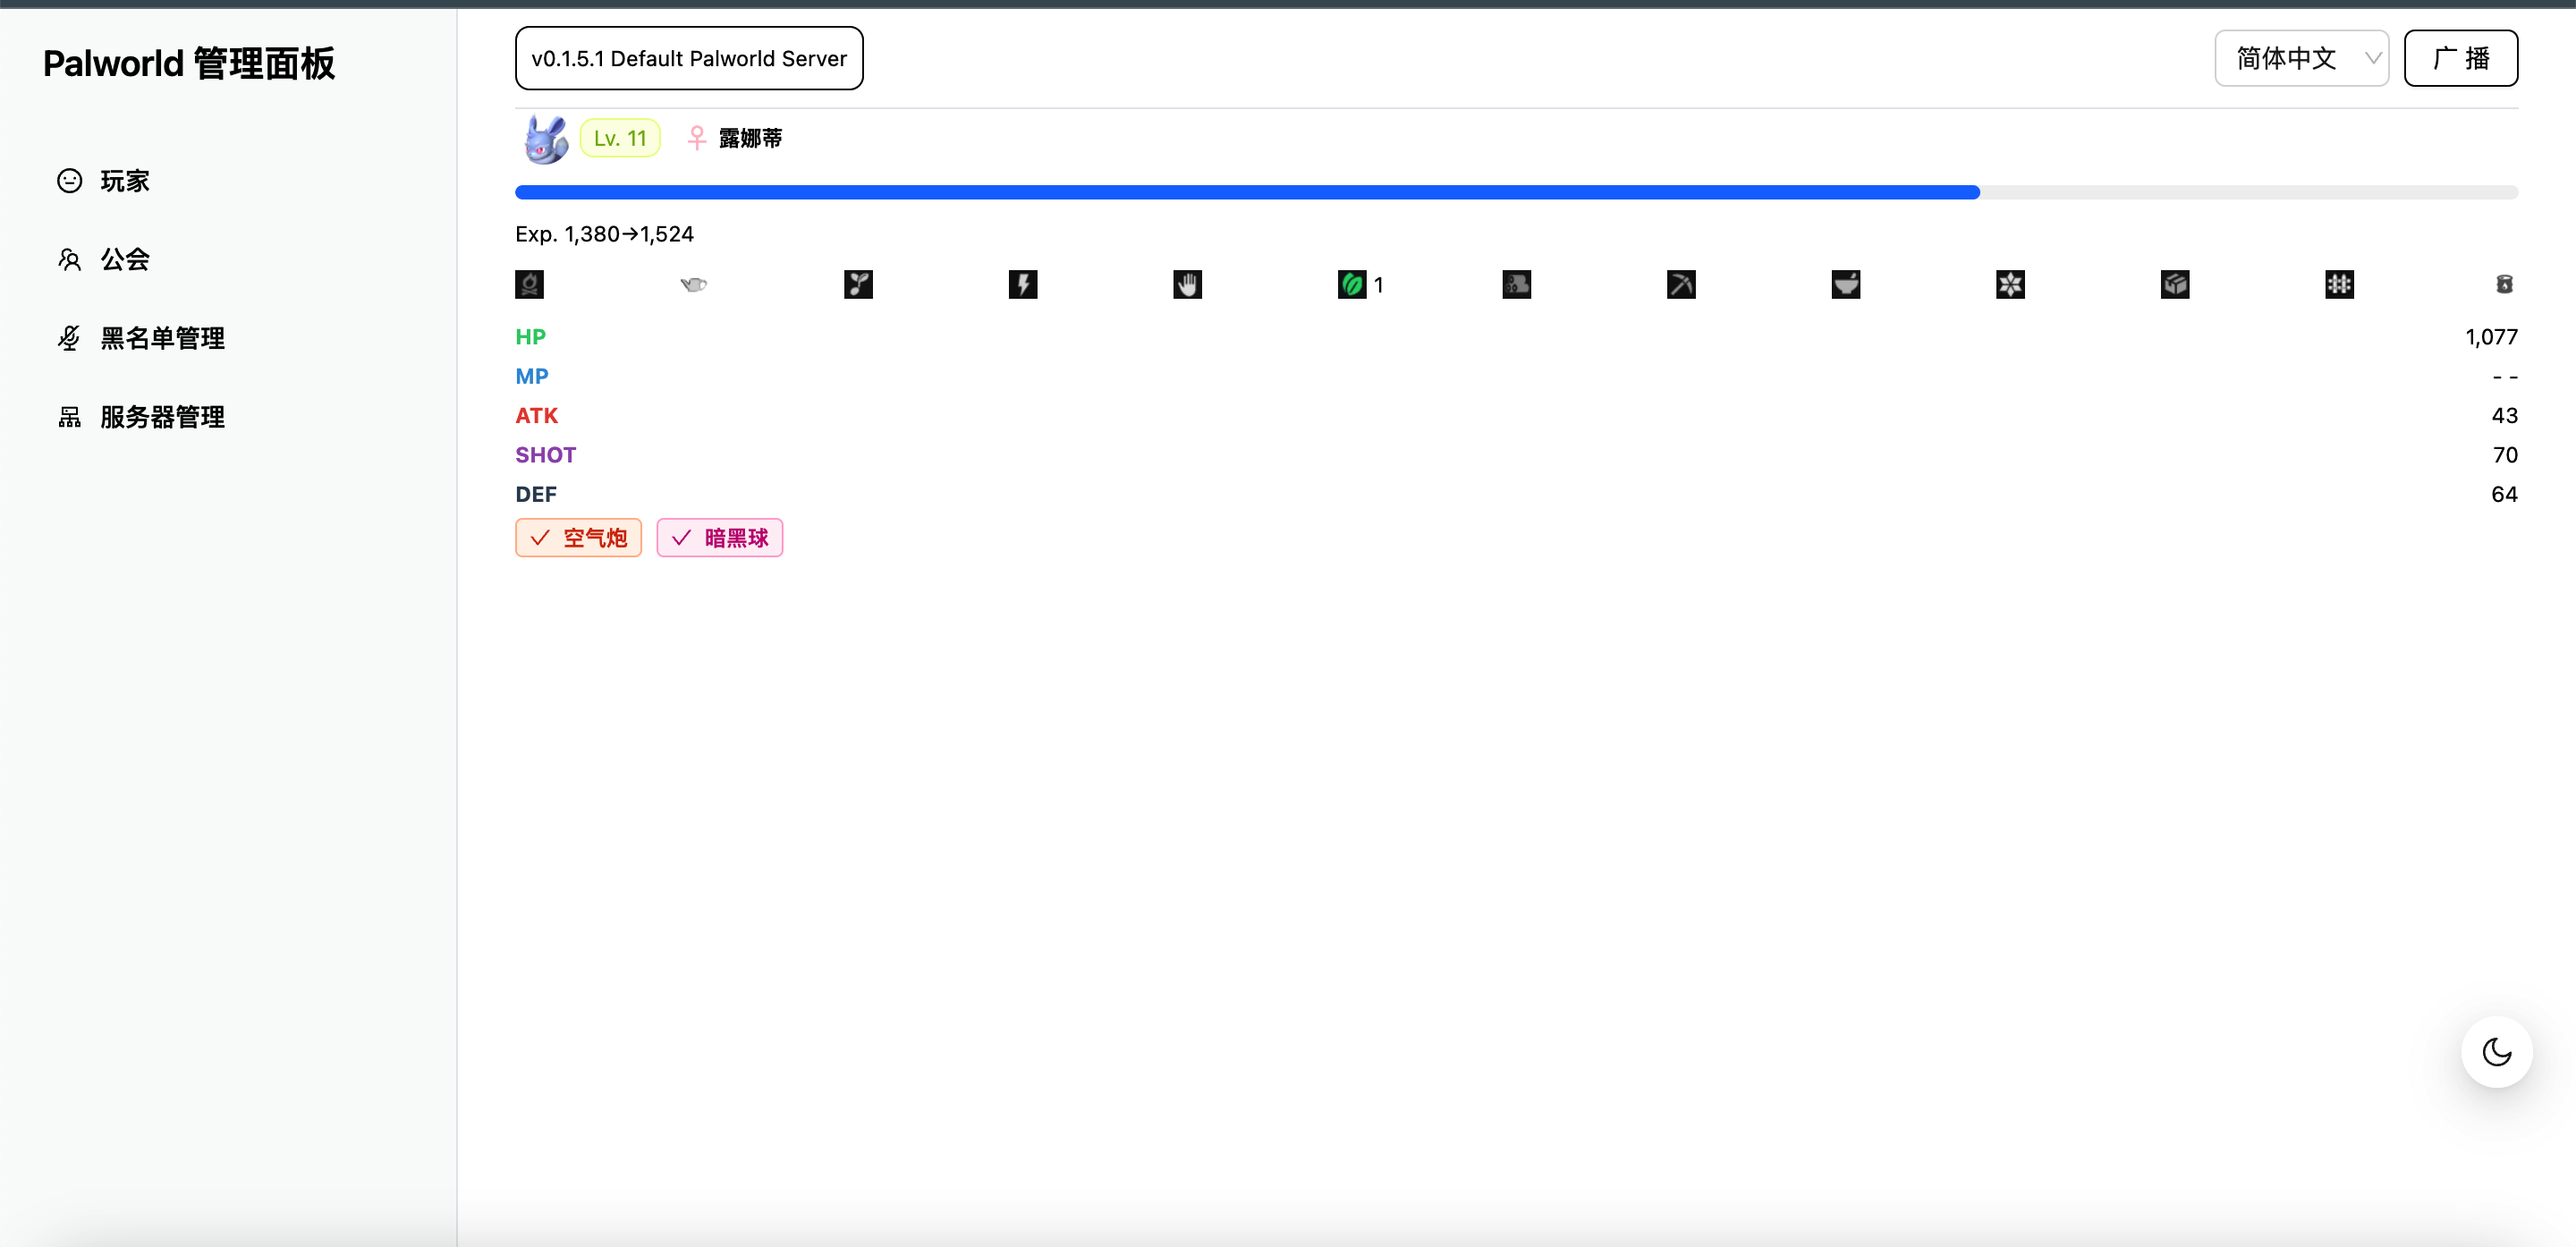 Palworld 管理面板
玩家
公会
黑名单管理
服务器管理
v0.1.5.1 Default Palworld Server
简体中文
广 播
Lv. 11
露娜蒂
Exp. 1,380→1,524
1
HP 1,077
MP - -
ATK 43
SHOT 70
DEF 64
空气炮 暗黑球